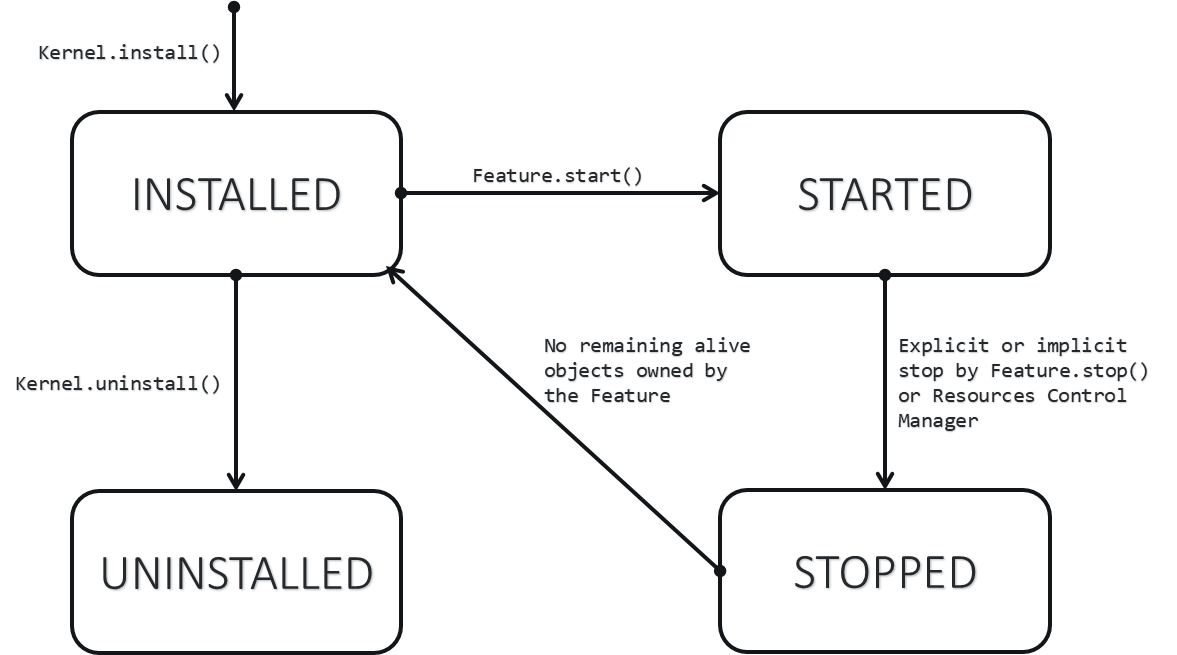 Kernel.install()
INSTALLED
Feature.start()
STARTED
No remaining alive
objects owned by
the Feature
Explicit or implicit
stop by Feature.stop()
or Resources Control
Manager
Kernel.uninstall()
UNINSTALLED
STOPPED